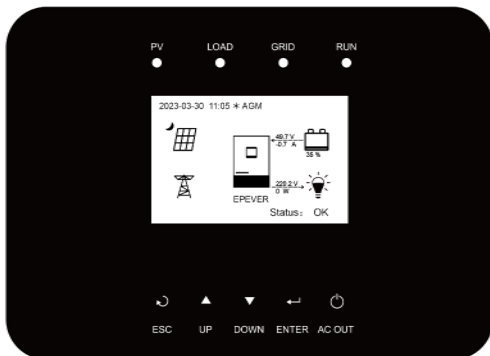 PV LOAD GRID RUN
2023-03-30 11:05 ✳ AGM
49.7 V
-0.7 A
35 %
229.2 V
0 W
EPEVER
Status: OK
ESC UP DOWN ENTER AC OUT